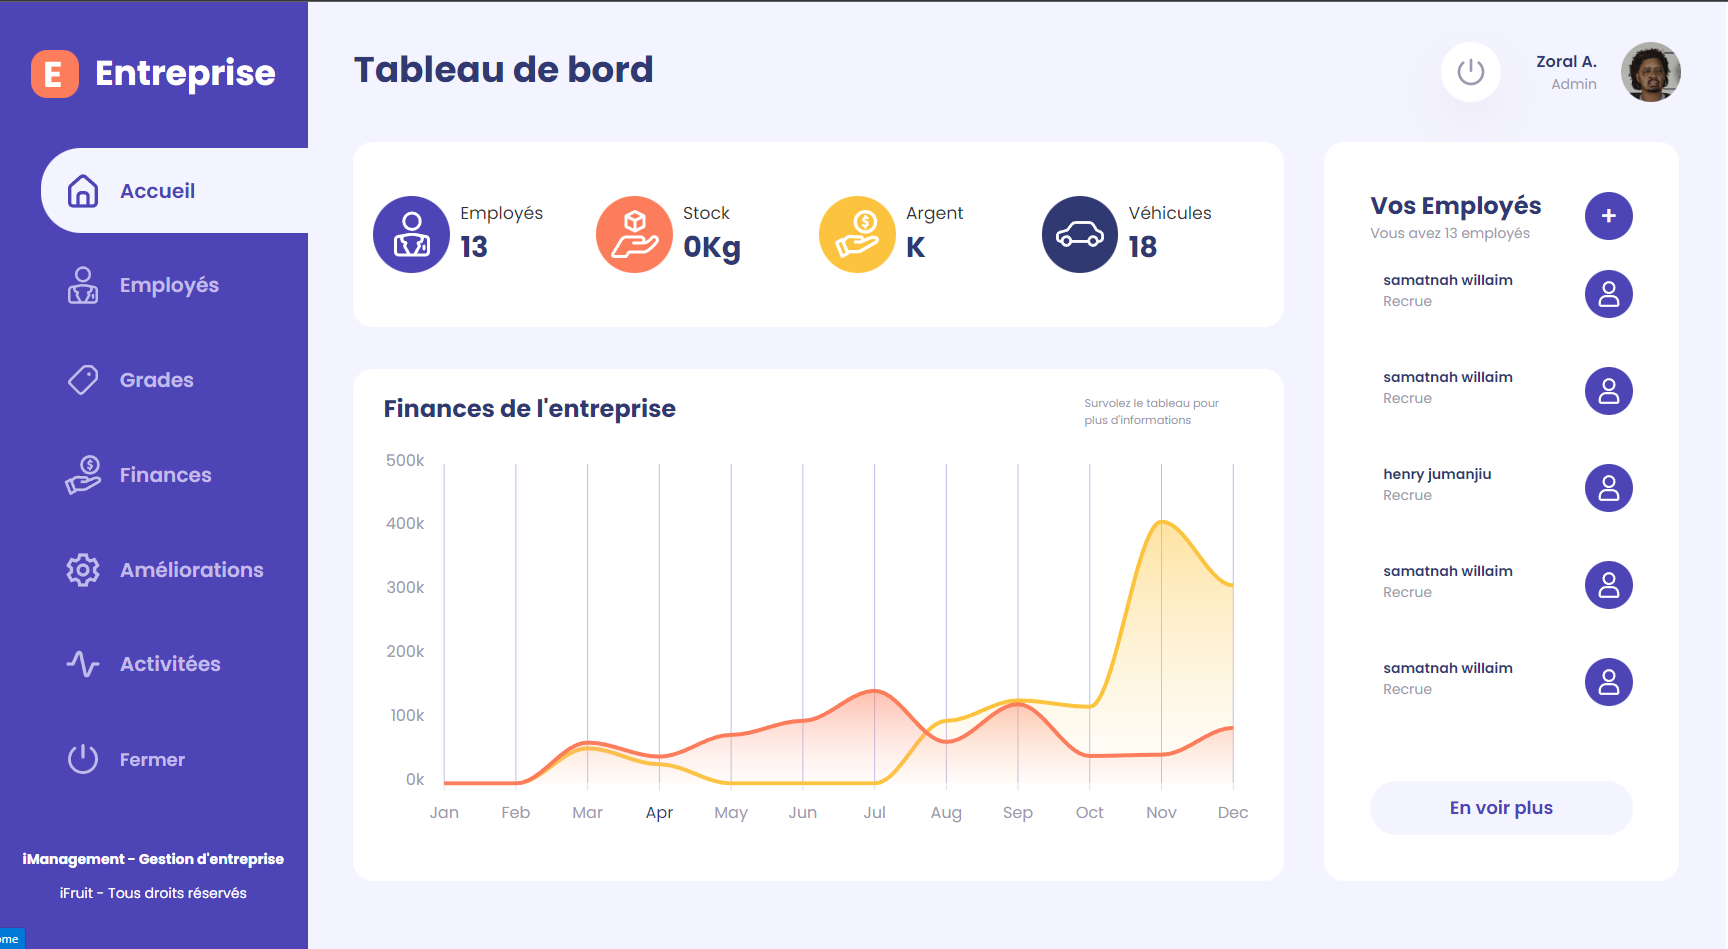 E Entreprise
Accueil
Employés
Grades
Finances
Améliorations
Activitées
Fermer
iManagement - Gestion d'entreprise
iFruit - Tous droits réservés
ome
Tableau de bord
Zoral A.
Admin
Employés
13
Stock
0Kg
Argent
K
Véhicules
18
Finances de l'entreprise
Survolez le tableau pour
plus d'informations
500k
400k
300k
200k
100k
0k
Jan Feb Mar Apr May Jun Jul Aug Sep Oct Nov Dec
Vos Employés
Vous avez 13 employés
+
samatnah willaim
Recrue
samatnah willaim
Recrue
henry jumanjiu
Recrue
samatnah willaim
Recrue
samatnah willaim
Recrue
En voir plus